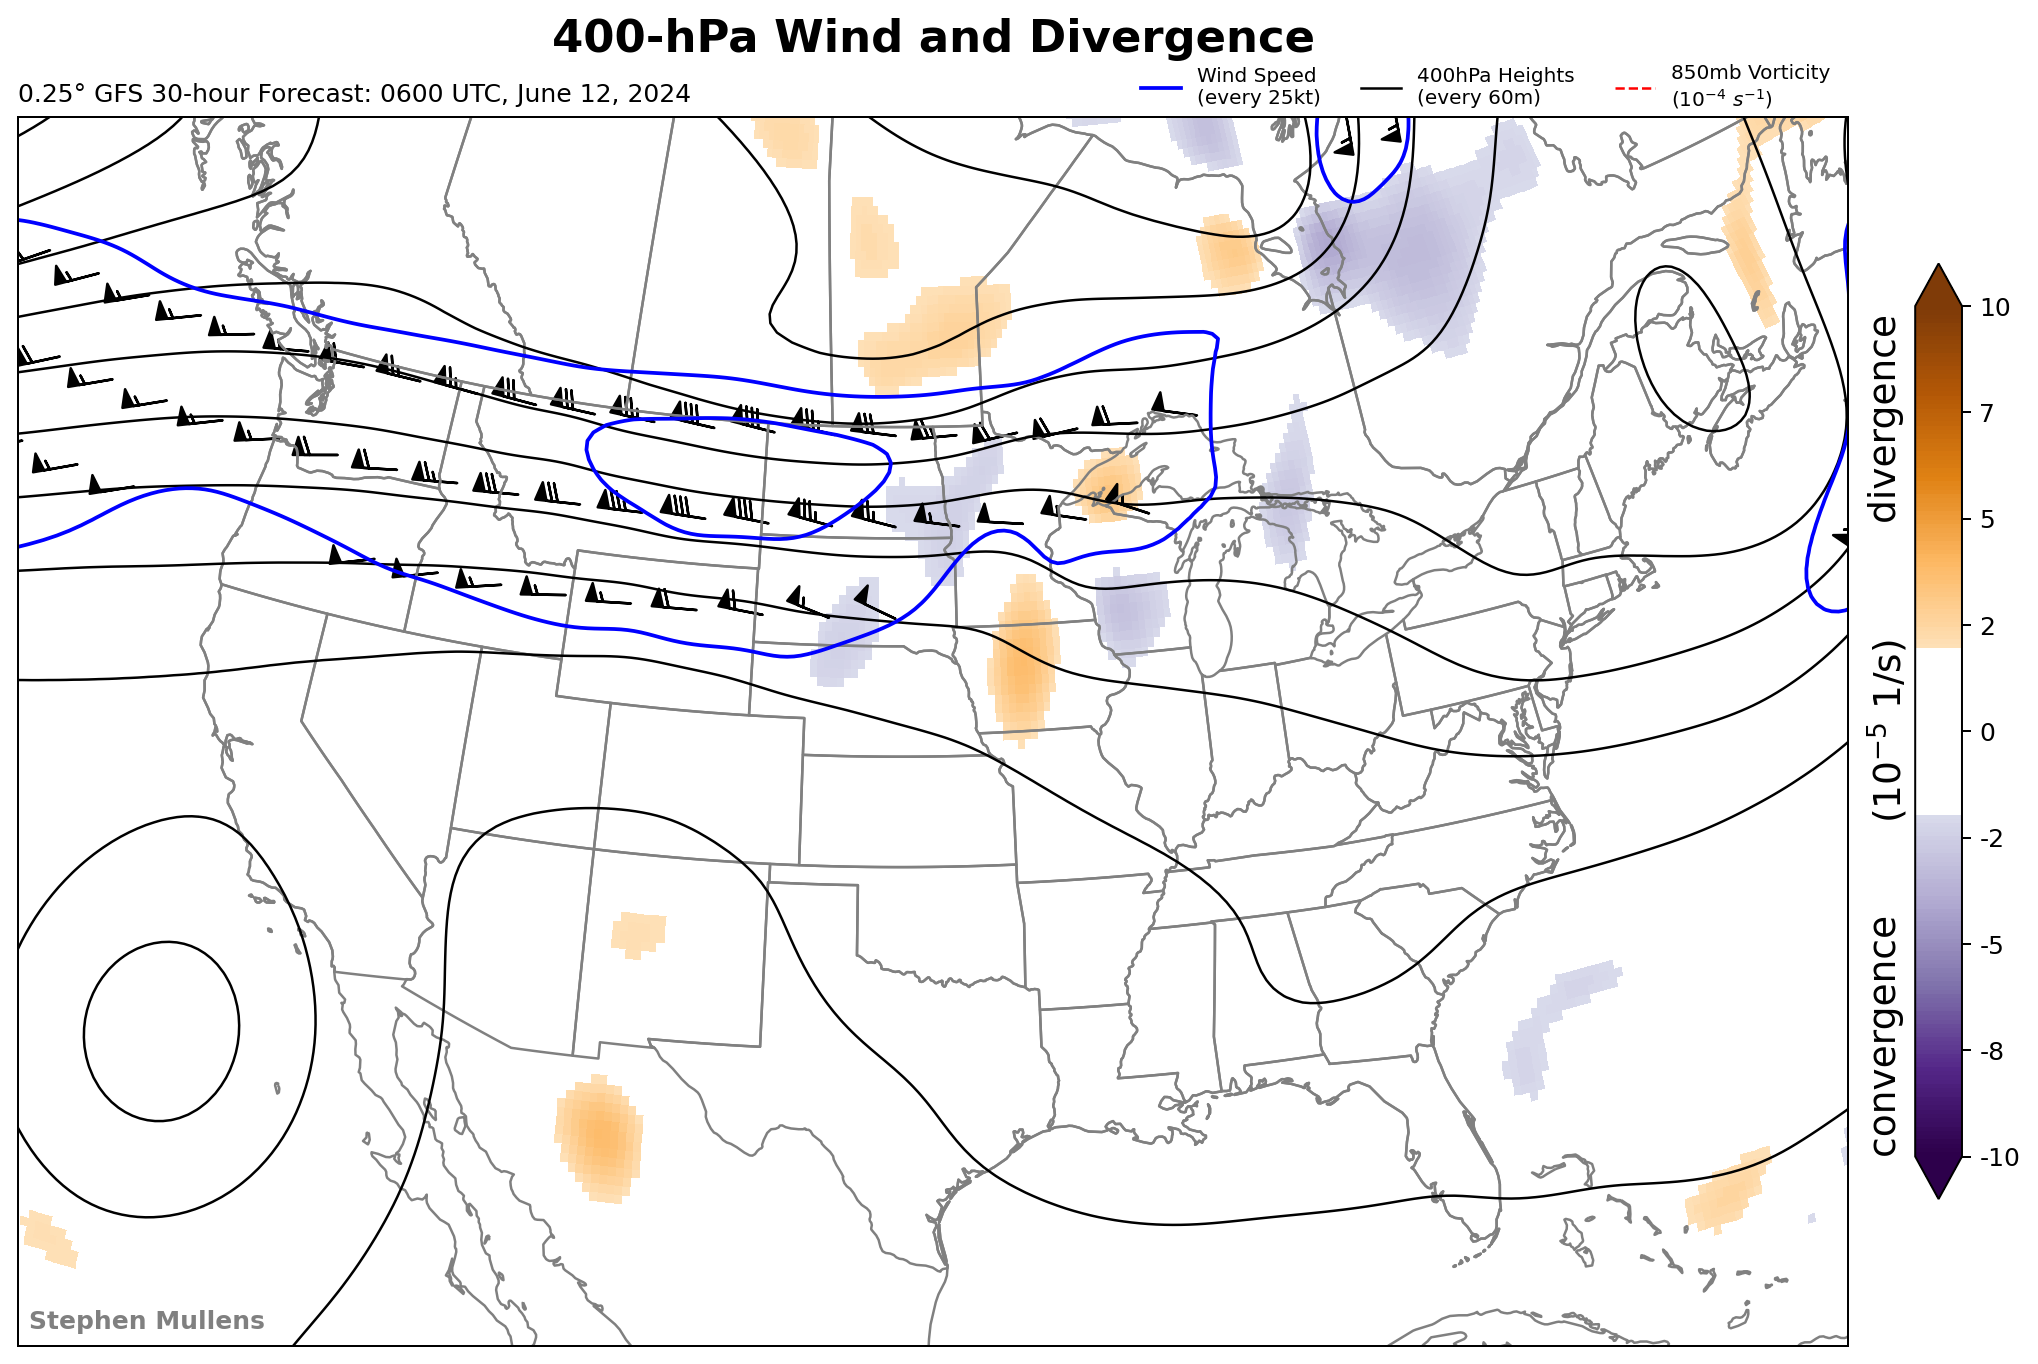 400-hPa Wind and Divergence
0.25° GFS 30-hour Forecast: 0600 UTC, June 12, 2024
Wind Speed
(every 25kt)
400hPa Heights
(every 60m)
850mb Vorticity
(10⁻⁴ s⁻¹)
10
7
5
2
0
-2
-5
-8
-10
convergence (10⁻⁵ 1/s) divergence
Stephen Mullens